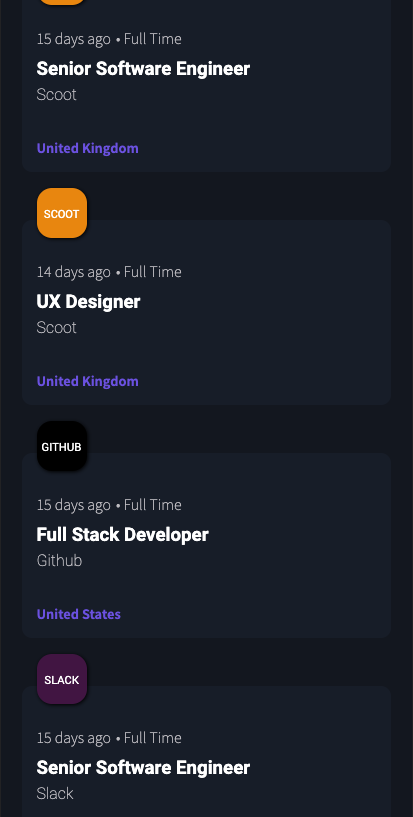 15 days ago • Full Time
Senior Software Engineer
Scoot
United Kingdom
SCOOT
14 days ago • Full Time
UX Designer
Scoot
United Kingdom
GITHUB
15 days ago • Full Time
Full Stack Developer
Github
United States
SLACK
15 days ago • Full Time
Senior Software Engineer
Slack